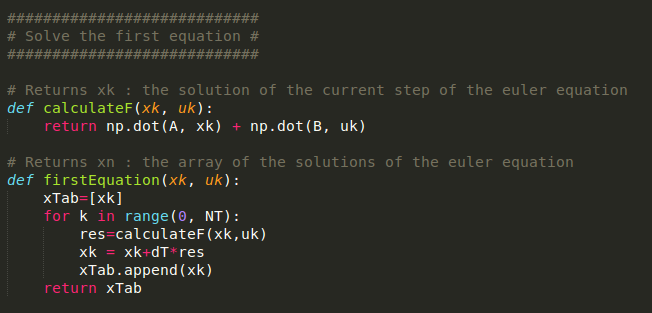 ############################
# Solve the first equation #
############################
# Returns xk : the solution of the current step of the euler equation
def calculateF(xk, uk):
    return np.dot(A, xk) + np.dot(B, uk)
# Returns xn : the array of the solutions of the euler equation
def firstEquation(xk, uk):
    xTab=[xk]
    for k in range(0, NT):
        res=calculateF(xk,uk)
        xk = xk+dT*res
        xTab.append(xk)
    return xTab